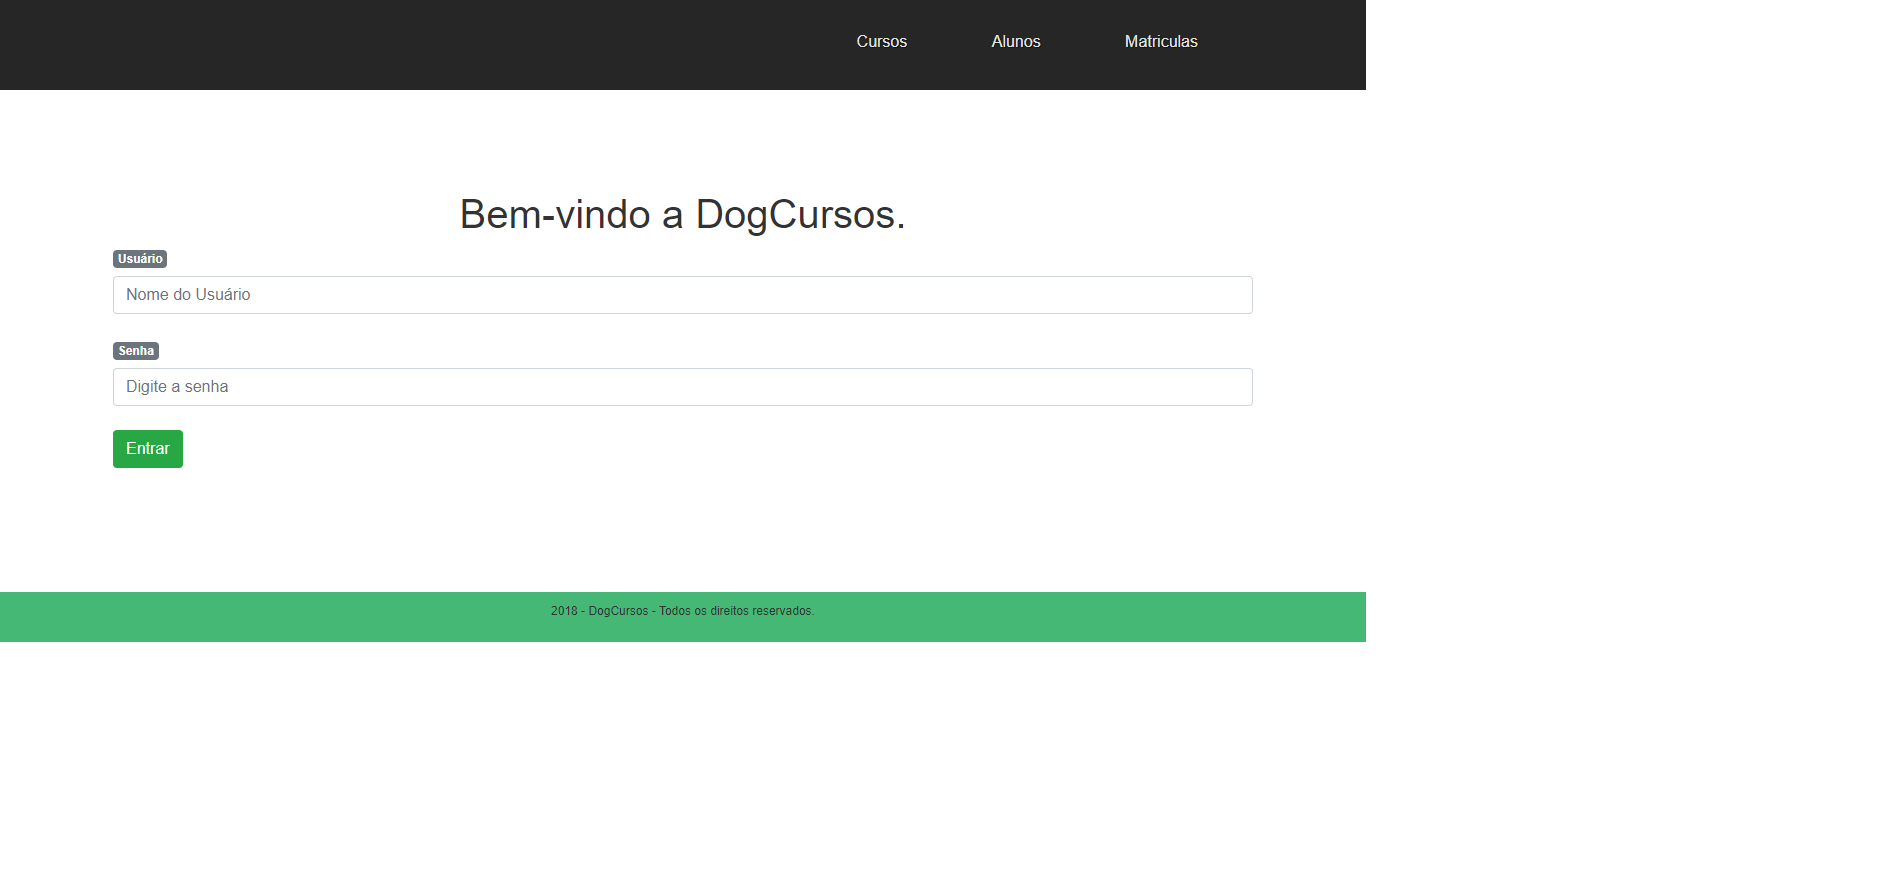 Cursos Alunos Matriculas
Bem-vindo a DogCursos.
Usuário
Nome do Usuário
Senha
Digite a senha
Entrar
2018 - DogCursos - Todos os direitos reservados.